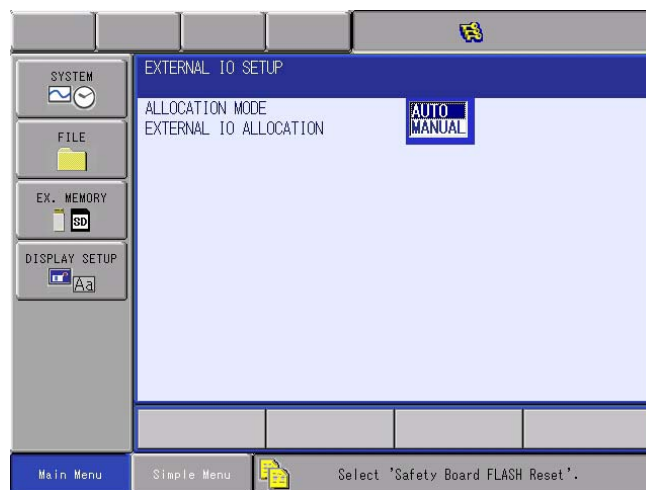 SYSTEM
FILE
EX. MEMORY
SD
DISPLAY SETUP
Aa
EXTERNAL IO SETUP
ALLOCATION MODE AUTO
EXTERNAL IO ALLOCATION MANUAL
Main Menu
Simple Menu
Select 'Safety Board FLASH Reset'.